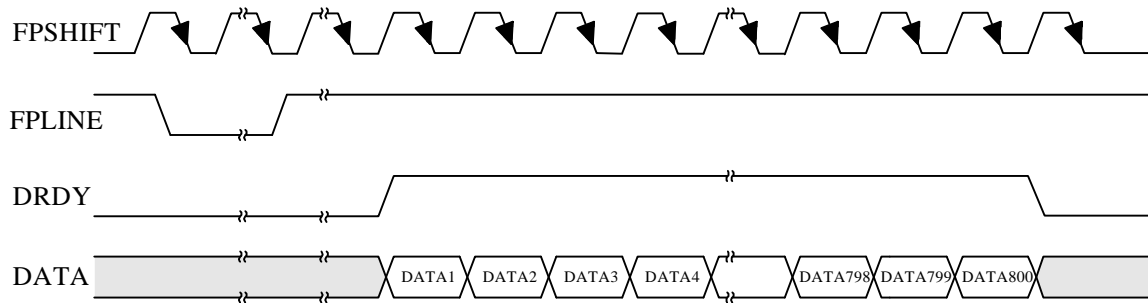 FPSHIFT
FPLINE
DRDY
DATA DATA1 DATA2 DATA3 DATA4 DATA798 DATA799 DATA800